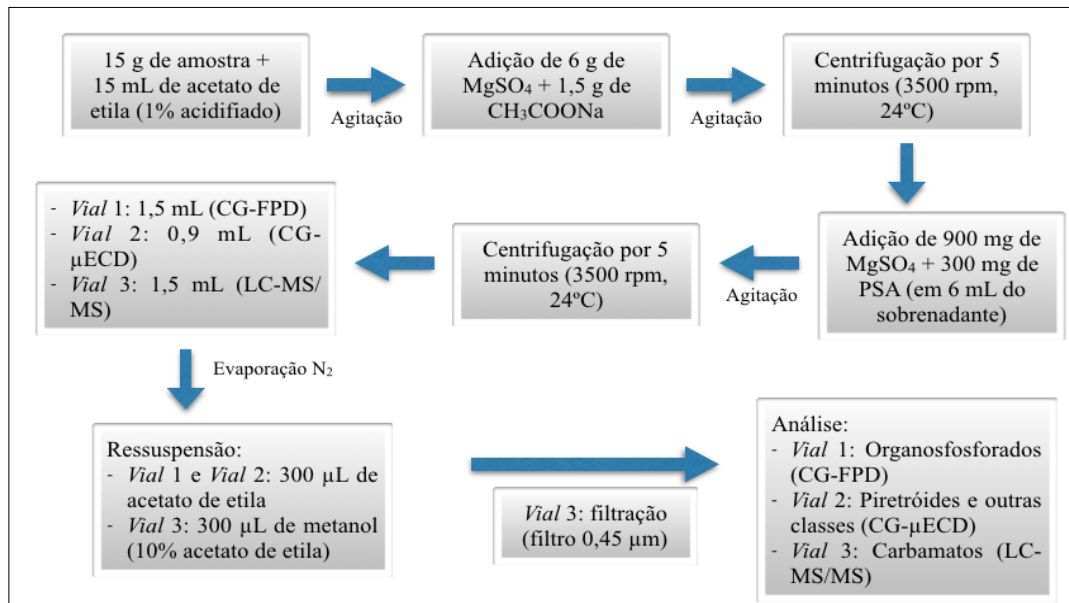 15 g de amostra +
15 mL de acetato de
etila (1% acidifiado)
Agitação
Adição de 6 g de
MgSO₄ + 1,5 g de
CH₃COONa
Agitação
Centrifugação por 5
minutos (3500 rpm,
24ºC)
Adição de 900 mg de
MgSO₄ + 300 mg de
PSA (em 6 mL do
sobrenadante)
Agitação
Centrifugação por 5
minutos (3500 rpm,
24ºC)
- Vial 1: 1,5 mL (CG-FPD)
- Vial 2: 0,9 mL (CG-
µECD)
- Vial 3: 1,5 mL (LC-MS/
MS)
Evaporação N₂
Ressuspensão:
- Vial 1 e Vial 2: 300 µL de
acetato de etila
- Vial 3: 300 µL de metanol
(10% acetato de etila)
Vial 3: filtração
(filtro 0,45 µm)
Análise:
- Vial 1: Organosfosforados
(CG-FPD)
- Vial 2: Piretróides e outras
classes (CG-µECD)
- Vial 3: Carbamatos (LC-
MS/MS)